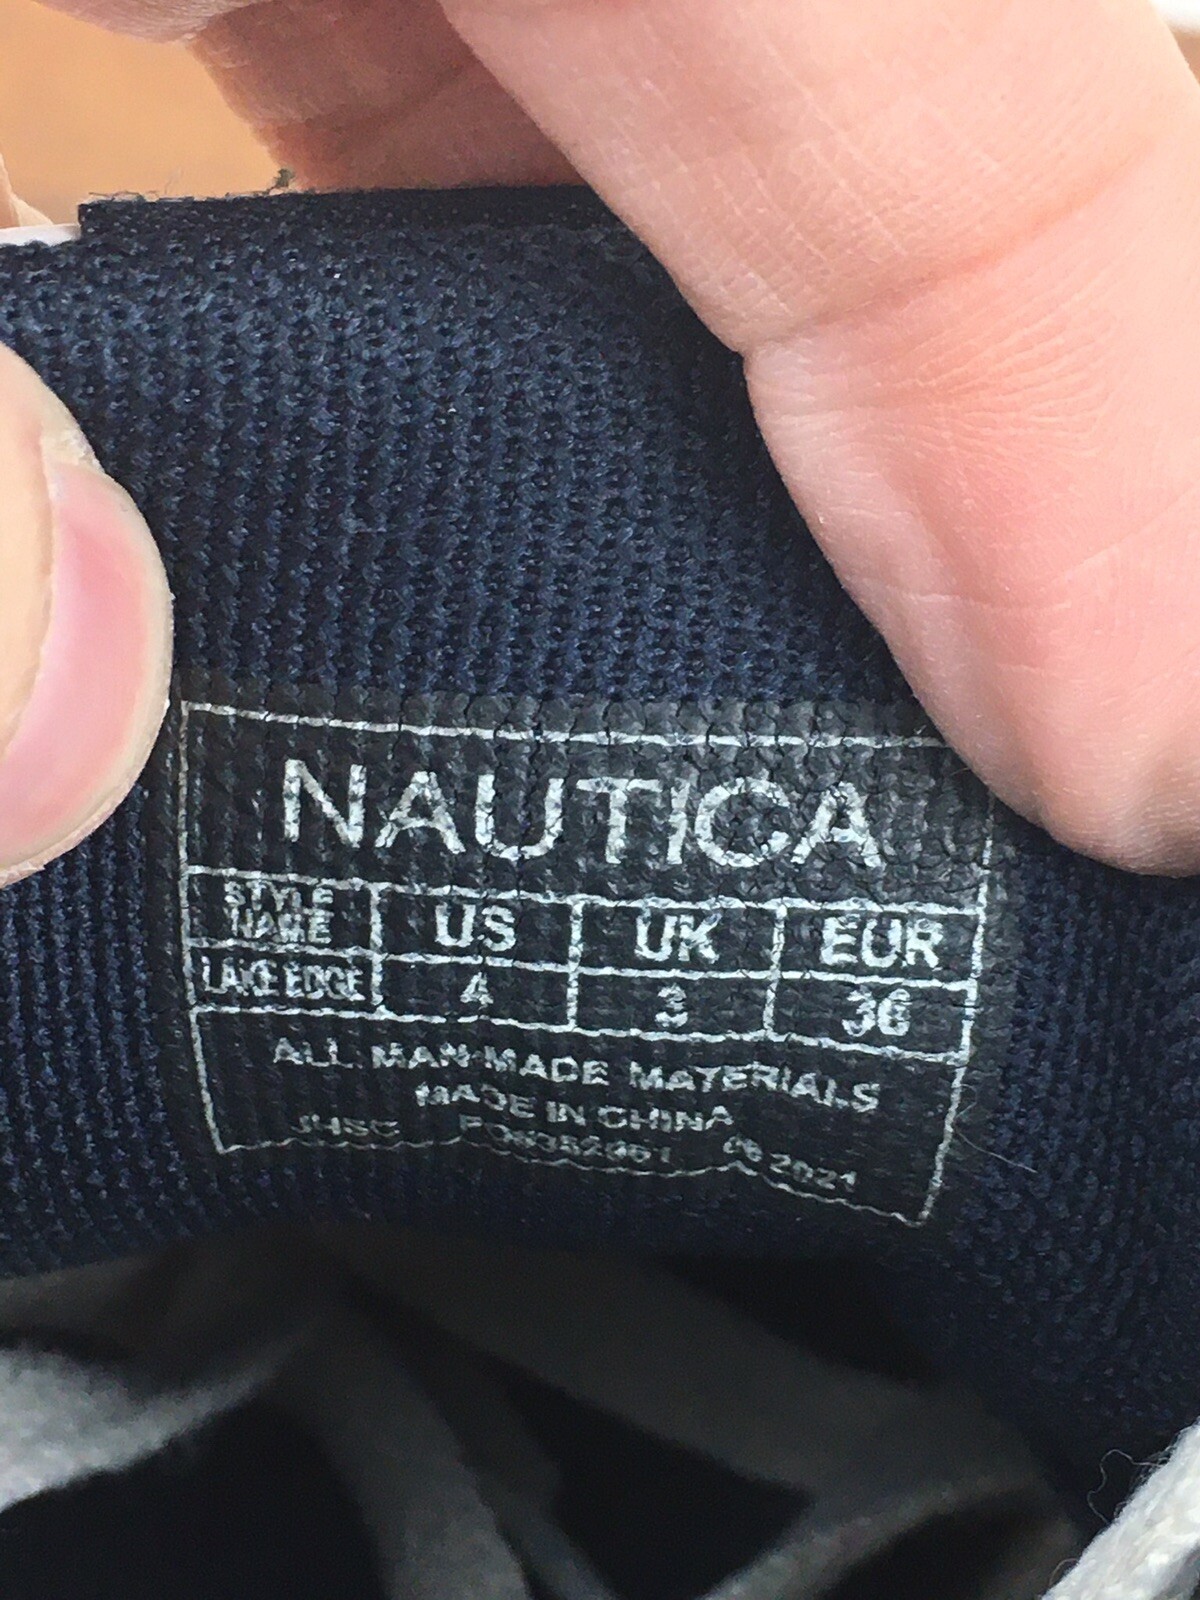 NAUTICA
STYLE NAME US UK EUR
LAKE EDGE 4 3 36
ALL MAN-MADE MATERIALS
MADE IN CHINA
JHSC 06 2021